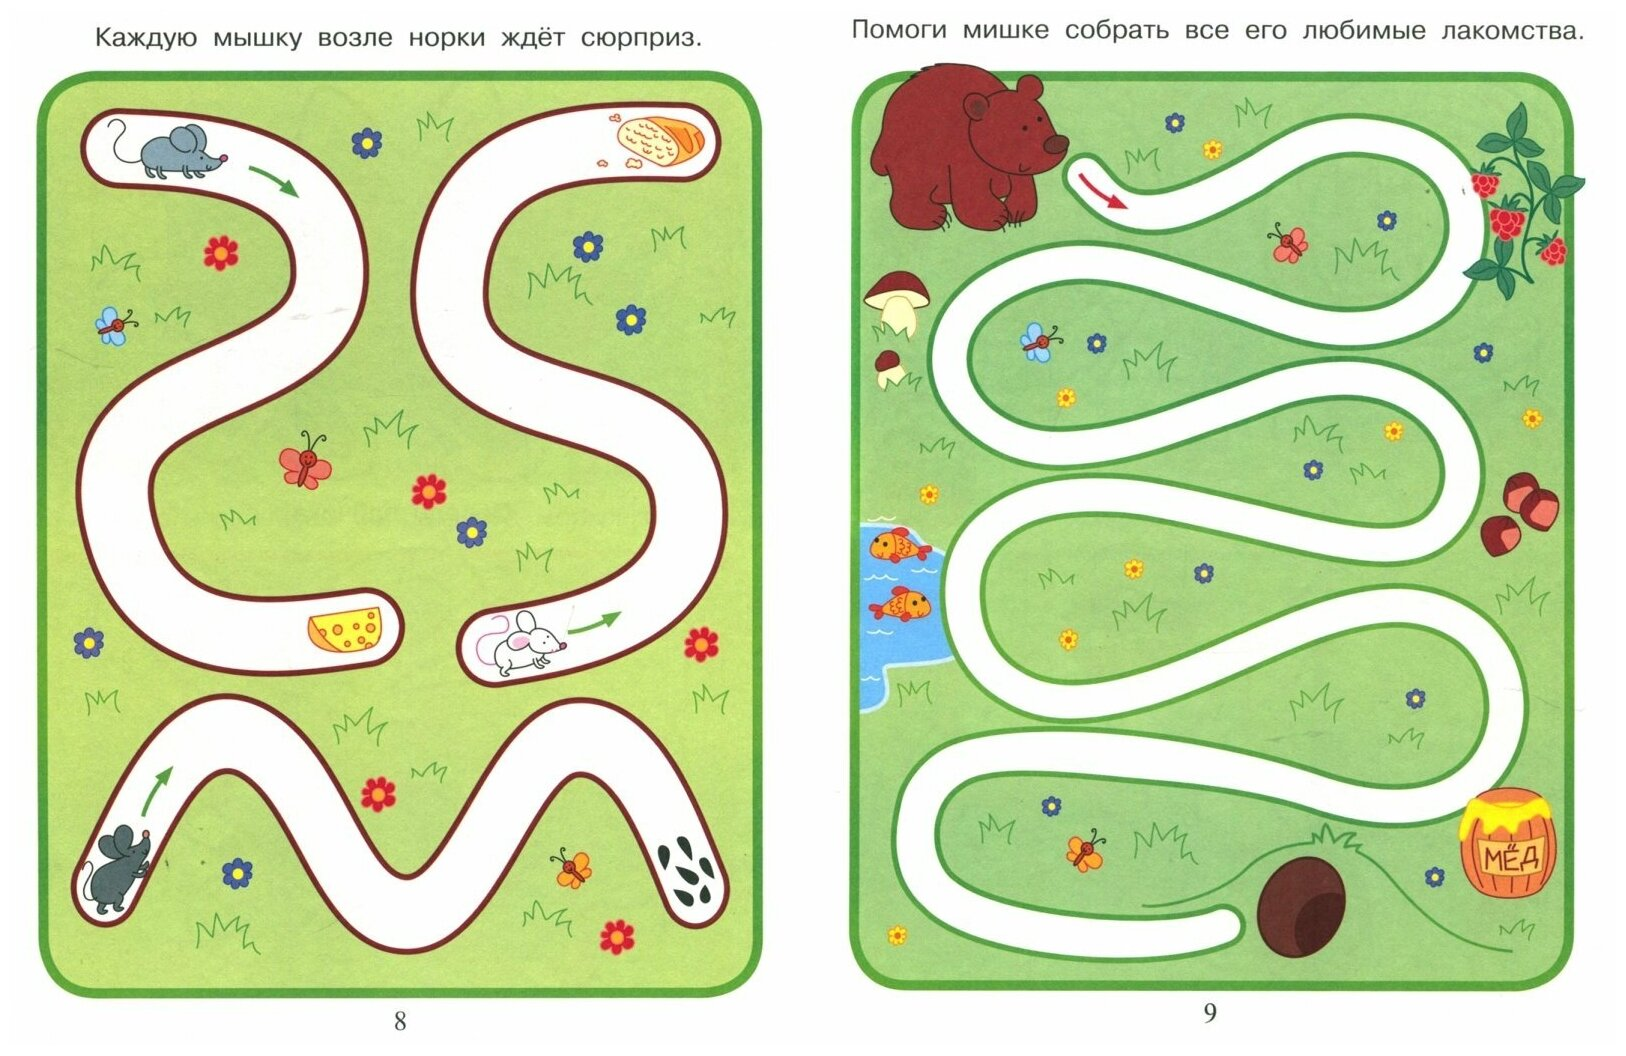 Каждую мышку возле норки ждёт сюрприз.
8
Помоги мишке собрать все его любимые лакомства.
МЁД
9